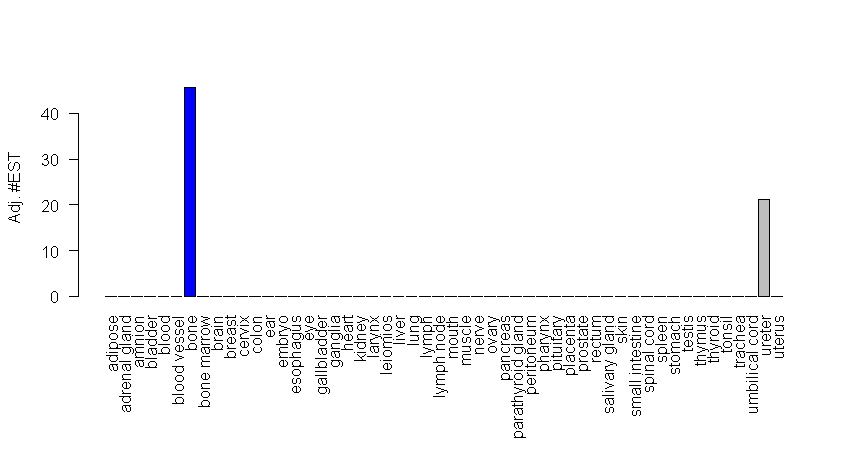 Adj. #EST
40
30
20
10
0
adipose
adrenal gland
amnion
bladder
blood
blood vessel
bone
bone marrow
brain
breast
cervix
colon
ear
embryo
esophagus
eye
gallbladder
ganglia
heart
kidney
larynx
leiomios
liver
lung
lymph
lymph node
mouth
muscle
nerve
ovary
pancreas
parathyroid gland
peritoneum
pharynx
pituitary
placenta
prostate
rectum
salivary gland
skin
small intestine
spinal cord
spleen
stomach
testis
thymus
thyroid
tonsil
trachea
umbilical cord
ureter
uterus